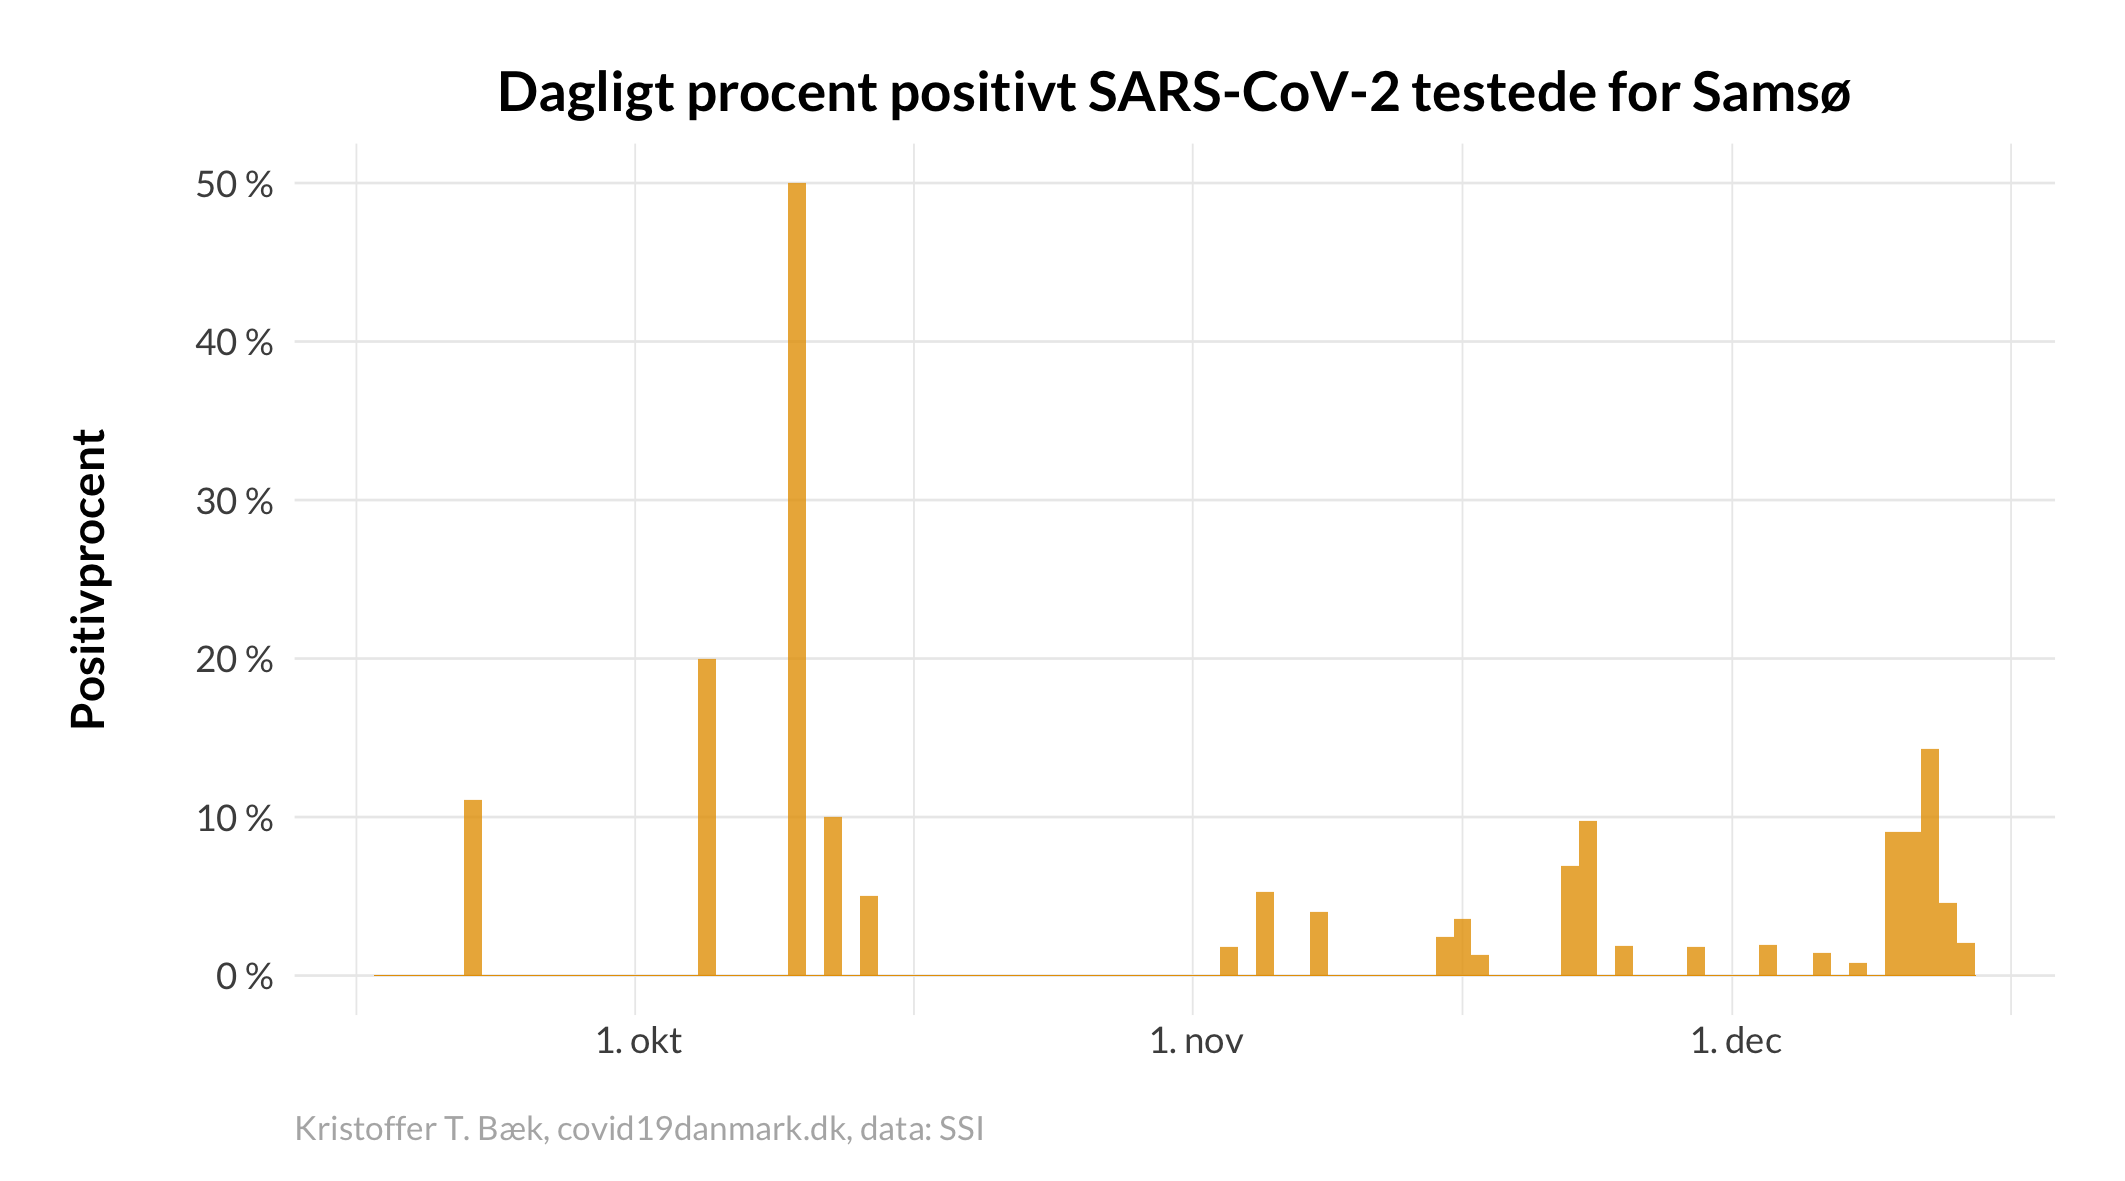 Dagligt procent positivt SARS-CoV-2 testede for Samsø
Positivprocent
50 %
40 %
30 %
20 %
10 %
0 %
1. okt
1. nov
1. dec
Kristoffer T. Bæk, covid19danmark.dk, data: SSI